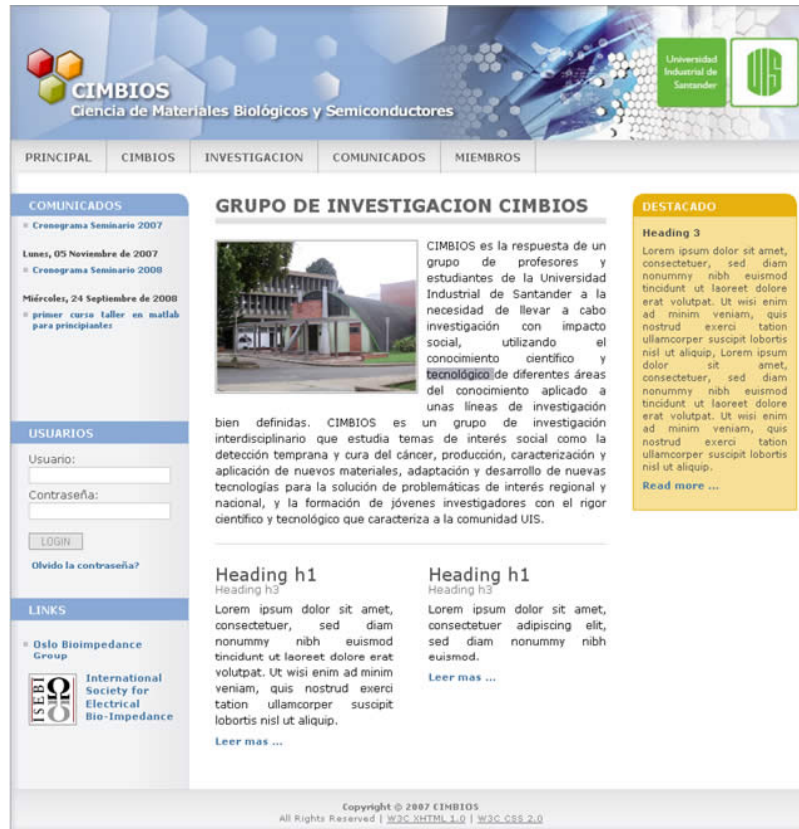 CIMBIOS
Ciencia de Materiales Biológicos y Semiconductores
Universidad
Industrial de
Santander
UIS
PRINCIPAL
CIMBIOS
INVESTIGACION
COMUNICADOS
MIEMBROS
COMUNICADOS
Cronograma Seminario 2007
Lunes, 05 Noviembre de 2007
Cronograma Seminario 2008
Miércoles, 24 Septiembre de 2008
primer curso taller en matlab
para principiantes
USUARIOS
Usuario:
Contraseña:
LOGIN
Olvido la contraseña?
LINKS
Oslo Bioimpedance
Group
ISEBI
International
Society for
Electrical
Bio-Impedance
GRUPO DE INVESTIGACION CIMBIOS
CIMBIOS es la respuesta de un
grupo de profesores y
estudiantes de la Universidad
Industrial de Santander a la
necesidad de llevar a cabo
investigación con impacto
social, utilizando el
conocimiento científico y
tecnológico de diferentes áreas
del conocimiento aplicado a
unas líneas de investigación
bien definidas. CIMBIOS es un grupo de investigación
interdisciplinario que estudia temas de interés social como la
detección temprana y cura del cáncer, producción, caracterización y
aplicación de nuevos materiales, adaptación y desarrollo de nuevas
tecnologías para la solución de problemáticas de interés regional y
nacional, y la formación de jóvenes investigadores con el rigor
científico y tecnológico que caracteriza a la comunidad UIS.
Heading h1
Heading h3
Lorem ipsum dolor sit amet,
consectetuer, sed diam
nonummy nibh euismod
tincidunt ut laoreet dolore erat
volutpat. Ut wisi enim ad minim
veniam, quis nostrud exerci
tation ullamcorper suscipit
lobortis nisl ut aliquip.
Leer mas ...
Heading h1
Heading h3
Lorem ipsum dolor sit amet,
consectetuer adipiscing elit,
sed diam nonummy nibh
euismod.
Leer mas ...
DESTACADO
Heading 3
Lorem ipsum dolor sit amet,
consectetuer, sed diam
nonummy nibh euismod
tincidunt ut laoreet dolore
erat volutpat. Ut wisi enim
ad minim veniam, quis
nostrud exerci tation
ullamcorper suscipit lobortis
nisl ut aliquip, Lorem ipsum
dolor sit amet,
consectetuer, sed diam
nonummy nibh euismod
tincidunt ut laoreet dolore
erat volutpat. Ut wisi enim
ad minim veniam, quis
nostrud exerci tation
ullamcorper suscipit lobortis
nisl ut aliquip.
Read more ...
Copyright © 2007 CIMBIOS
All Rights Reserved | W3C XHTML 1.0 | W3C CSS 2.0